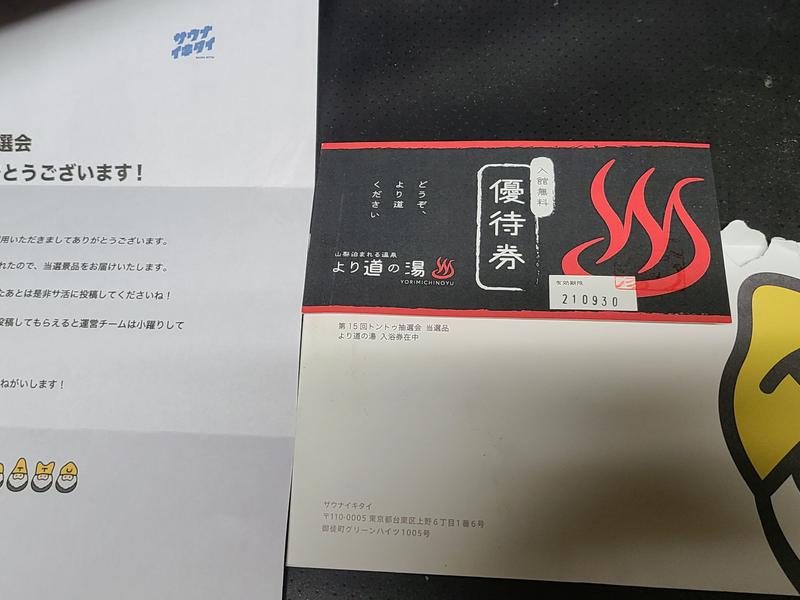 サウナ
イキタイ
選会
とうございます!
用いただきましてありがとうございます。
れたので、当選景品をお届けいたします。
たあとは是非サ活に投稿してくださいね!
投稿してもらえると運営チームは小躍りして
ねがいします!
どうぞ、
より道
ください
入館無料
優待券
山梨泊まれる温泉
より道の湯
YORIMICHINOYU
有効期限
210930
第15回トントゥ抽選会 当選品
より道の湯 入浴券在中
サウナイキタイ
〒110-0005 東京都台東区上野6丁目1番6号
御徒町グリーンハイツ1005号